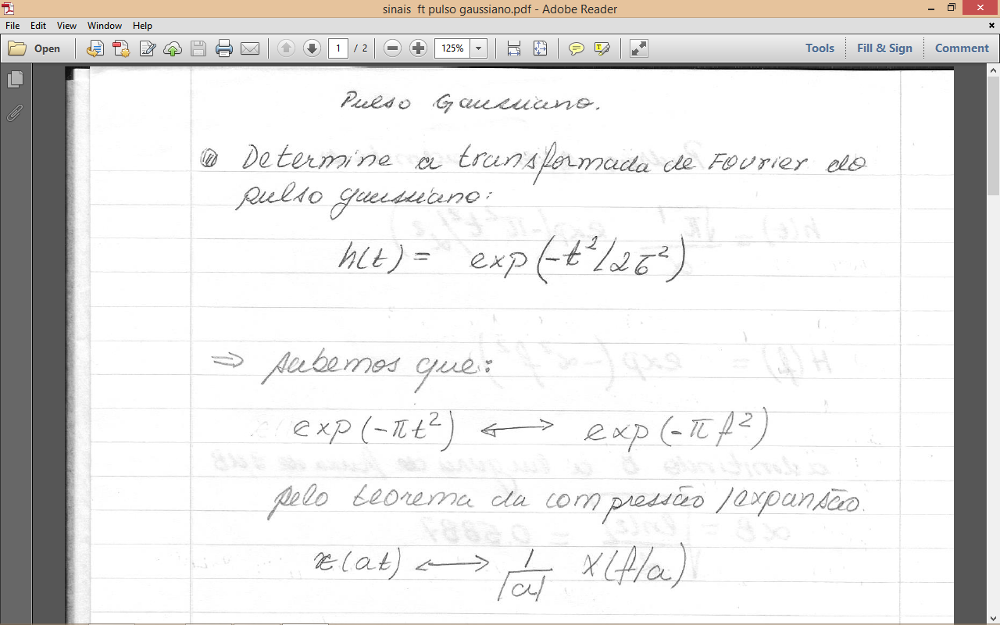 sinais ft pulso gaussiano.pdf - Adobe Reader
File Edit View Window Help
Open 1 / 2 125% Tools Fill & Sign Comment
Pulso Gaussiano.
Determine a transformada de Fourier do
pulso gaussiano:
h(t) = exp(-t²/2σ²)
⇒ sabemos que:
exp(-πt²) ↔ exp(-πf²)
pelo teorema da compressão/expansão.
x(at) ↔ 1/|a| X(f/a)